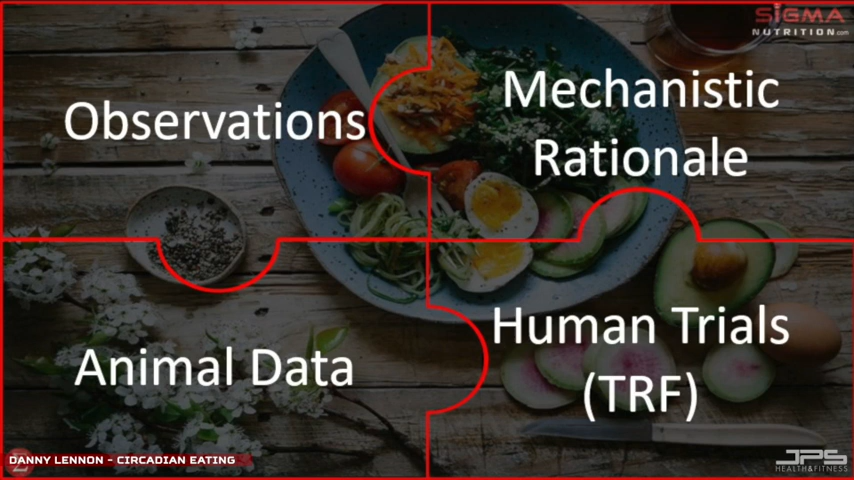 SIGMA
NUTRITION.com
Observations
Mechanistic
Rationale
Animal Data
Human Trials
(TRF)
DANNY LENNON - CIRCADIAN EATING
JPS
HEALTH&FITNESS